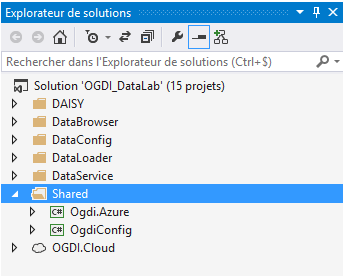 Explorateur de solutions
Rechercher dans l'Explorateur de solutions (Ctrl+$)
Solution 'OGDI_DataLab' (15 projets)
DAISY
DataBrowser
DataConfig
DataLoader
DataService
Shared
C# Ogdi.Azure
C# OgdiConfig
OGDI.Cloud